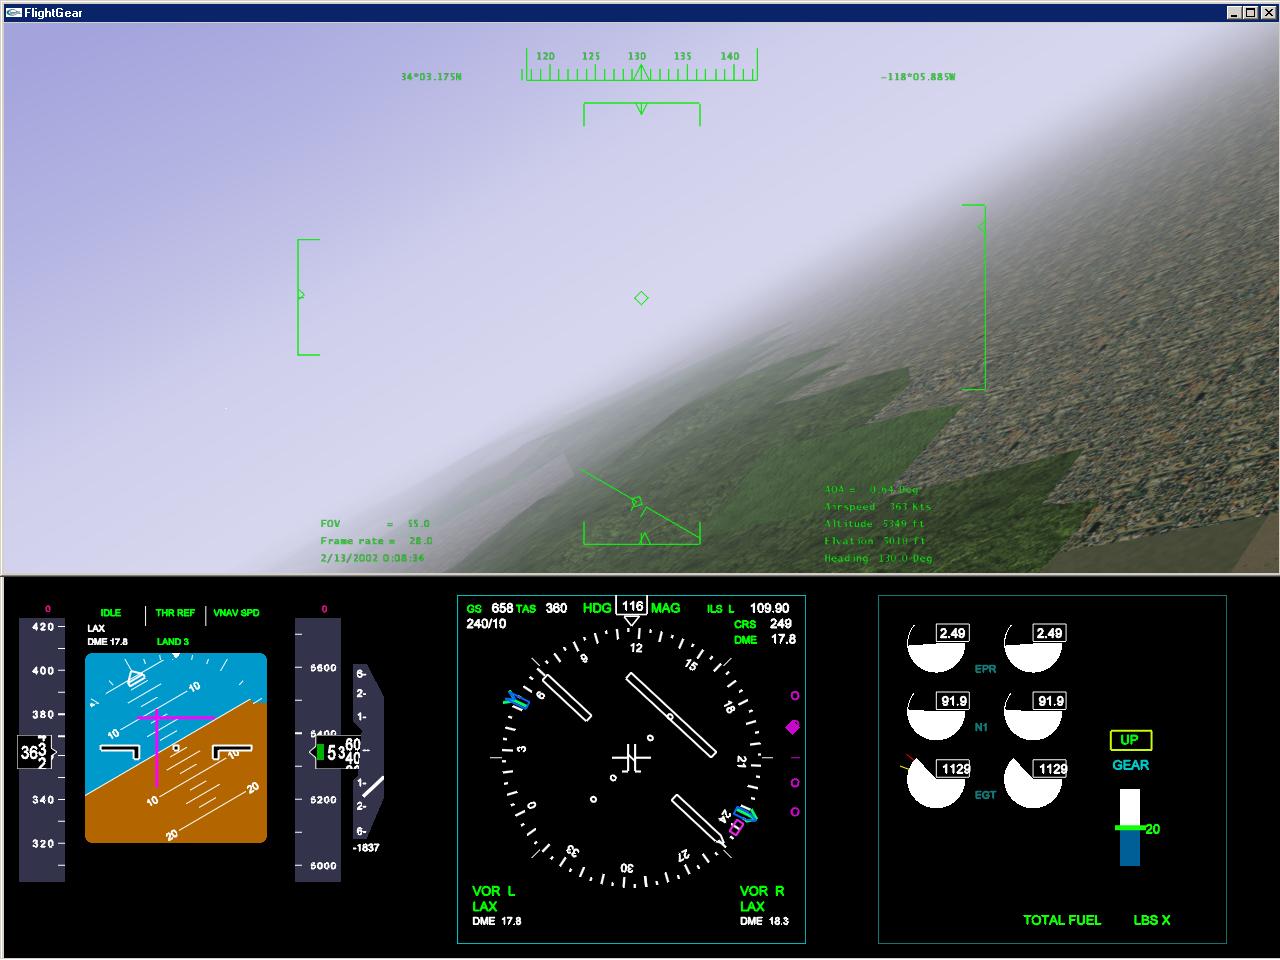 FlightGear
120 125 130 135 140
34°03.175N
-118°05.885W
FOV = 55.0
Frame rate = 28.0
2/13/2002 0:08:36
AOA = 0.64 Deg
Airspeed 363 Kts
Altitude 5349 ft
Elvation 5010 ft
Heading 130.0 Deg
0
420
400
380
363
2
340
320
IDLE THR REF VNAV SPD
LAX
DME 17.8 LAND 3
10
10
10
10
20
20
0
5600
5400
5200
5000
5 3 60
40
6-
2-
1-
1-
2-
6-
-1837
GS 658 TAS 360 HDG 116 MAG ILS L 109.90
240/10
CRS 249
DME 17.8
12
15
18
21
24
27
30
33
0
3
6
9
VOR L
LAX
DME 17.8
VOR R
LAX
DME 18.3
2.49 2.49
EPR
91.9 91.9
N1
1129 1129
EGT
UP
GEAR
20
TOTAL FUEL LBS X